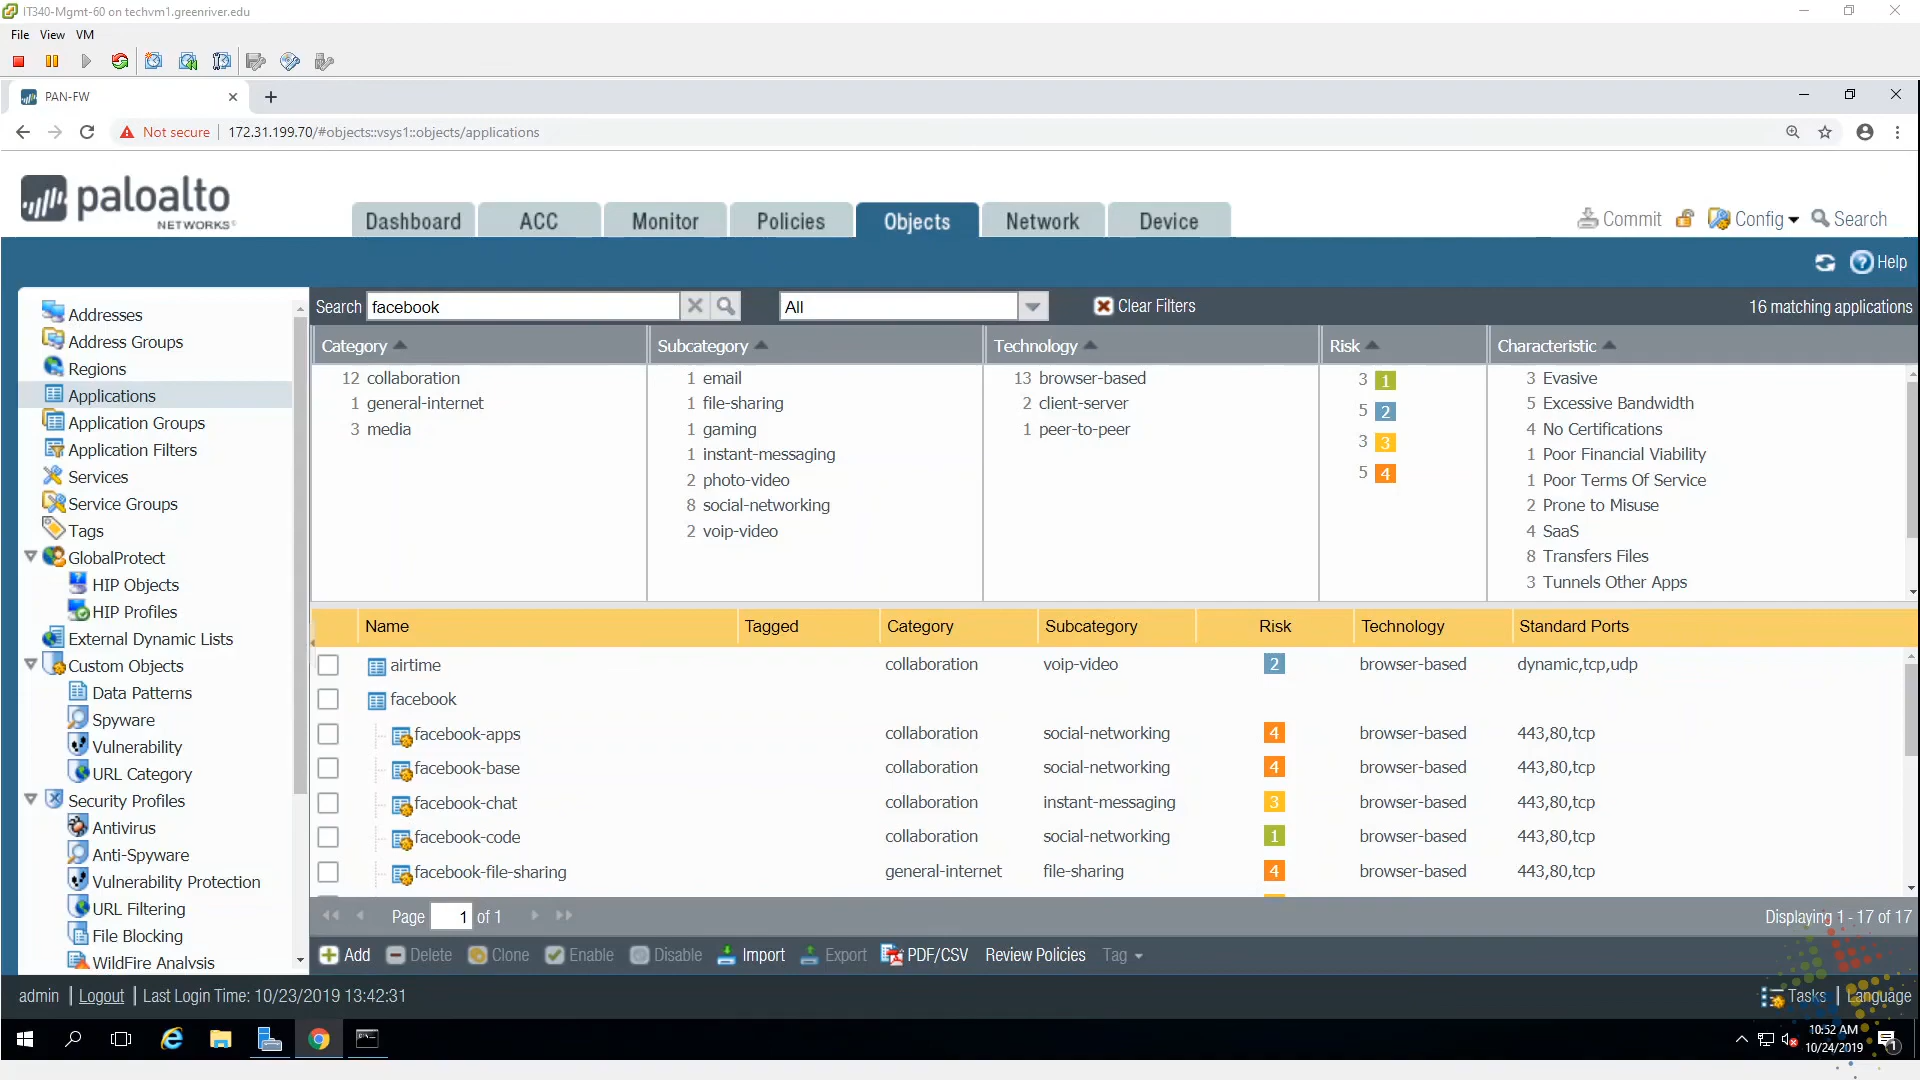 IT340-Mgmt-60 on techvm1.greenriver.edu
File View VM
PAN-FW
Not secure 172.31.199.70/#objects::vsys1::objects/applications
paloalto
NETWORKS
Dashboard ACC Monitor Policies Objects Network Device
Commit Config Search
Help
Addresses
Address Groups
Regions
Applications
Application Groups
Application Filters
Services
Service Groups
Tags
GlobalProtect
HIP Objects
HIP Profiles
External Dynamic Lists
Custom Objects
Data Patterns
Spyware
Vulnerability
URL Category
Security Profiles
Antivirus
Anti-Spyware
Vulnerability Protection
URL Filtering
File Blocking
WildFire Analysis
Search facebook All Clear Filters 16 matching applications
Category Subcategory Technology Risk Characteristic
12 collaboration
1 general-internet
3 media
1 email
1 file-sharing
1 gaming
1 instant-messaging
2 photo-video
8 social-networking
2 voip-video
13 browser-based
2 client-server
1 peer-to-peer
3 1
5 2
3 3
5 4
3 Evasive
5 Excessive Bandwidth
4 No Certifications
1 Poor Financial Viability
1 Poor Terms Of Service
2 Prone to Misuse
4 SaaS
8 Transfers Files
3 Tunnels Other Apps
Name Tagged Category Subcategory Risk Technology Standard Ports
airtime collaboration voip-video 2 browser-based dynamic,tcp,udp
facebook
facebook-apps collaboration social-networking 4 browser-based 443,80,tcp
facebook-base collaboration social-networking 4 browser-based 443,80,tcp
facebook-chat collaboration instant-messaging 3 browser-based 443,80,tcp
facebook-code collaboration social-networking 1 browser-based 443,80,tcp
facebook-file-sharing general-internet file-sharing 4 browser-based 443,80,tcp
Page 1 of 1 Displaying 1 - 17 of 17
Add Delete Clone Enable Disable Import Export PDF/CSV Review Policies Tag
admin | Logout | Last Login Time: 10/23/2019 13:42:31
Tasks | Language
10:52 AM
10/24/2019
1